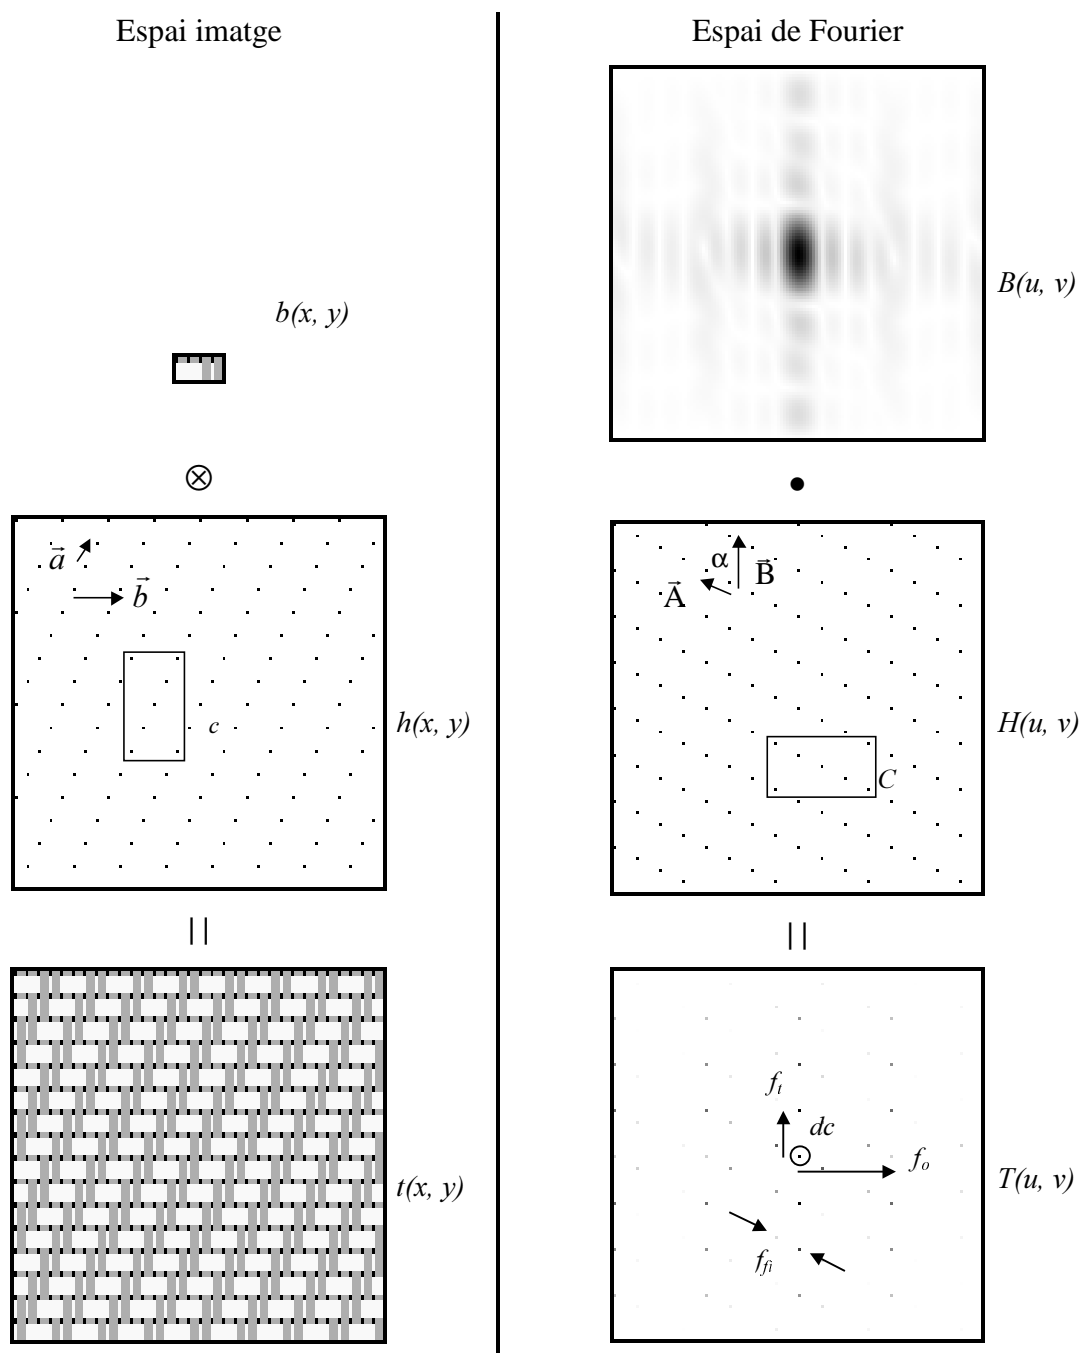 Espai imatge
Espai de Fourier
b(x, y)
B(u, v)
⊗
•
a
b
c
h(x, y)
α
B
A
C
H(u, v)
||
||
t(x, y)
f_t
dc
f_o
f_fi
T(u, v)